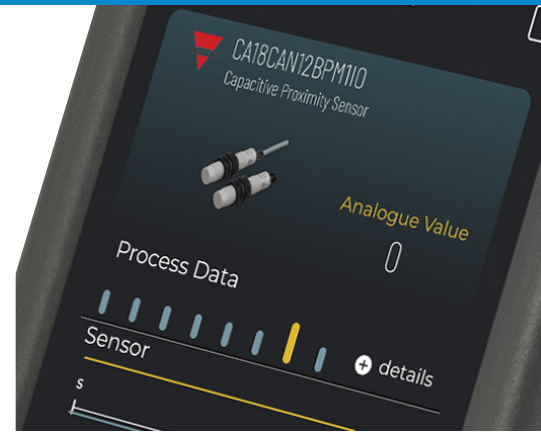 CA18CAN12BPM1IO
Capacitive Proximity Sensor
Analogue Value
0
Process Data
+ details
Sensor
s